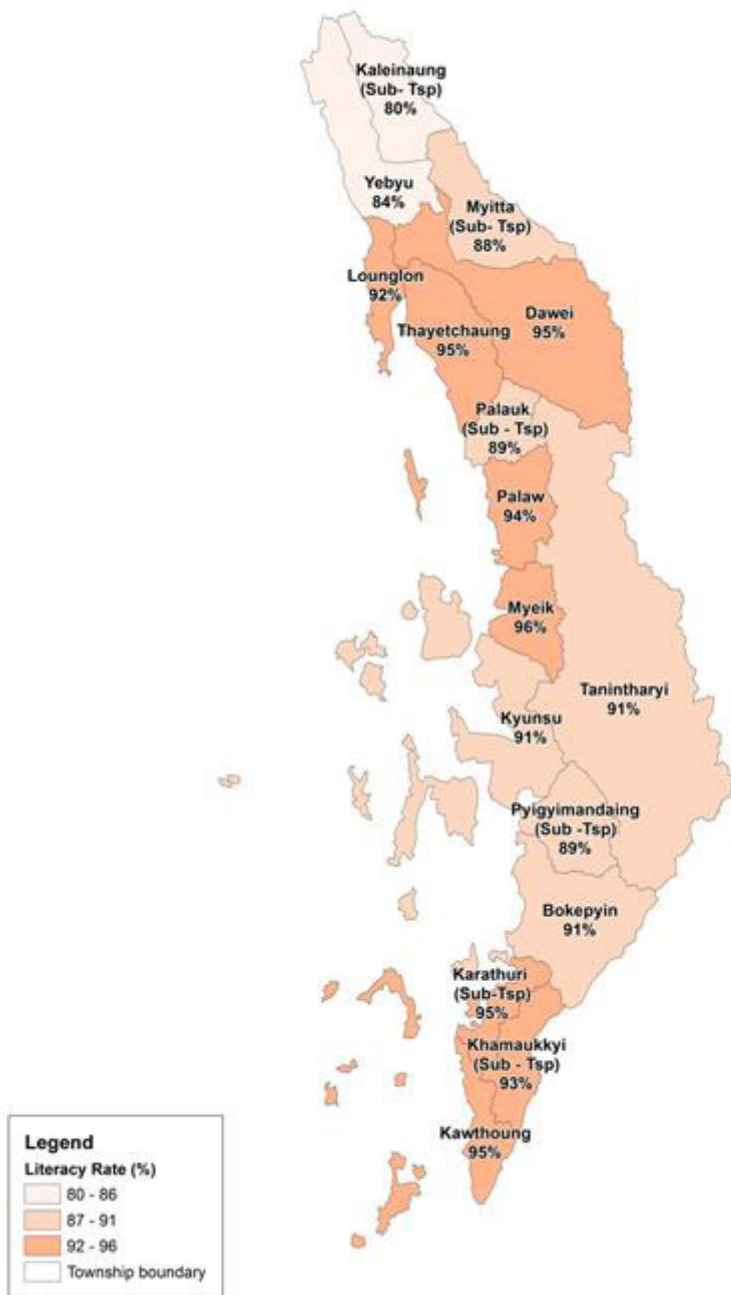 Kaleinaung
(Sub- Tsp)
80%
Yebyu
84%
Myitta
(Sub- Tsp)
88%
Lounglon
92%
Dawei
95%
Thayetchaung
95%
Palauk
(Sub - Tsp)
89%
Palaw
94%
Myeik
96%
Tanintharyi
91%
Kyunsu
91%
Pyigyimandaing
(Sub -Tsp)
89%
Bokepyin
91%
Karathuri
(Sub-Tsp)
95%
Khamaukkyi
(Sub - Tsp)
93%
Kawthoung
95%
Legend
Literacy Rate (%)
80 - 86
87 - 91
92 - 96
Township boundary